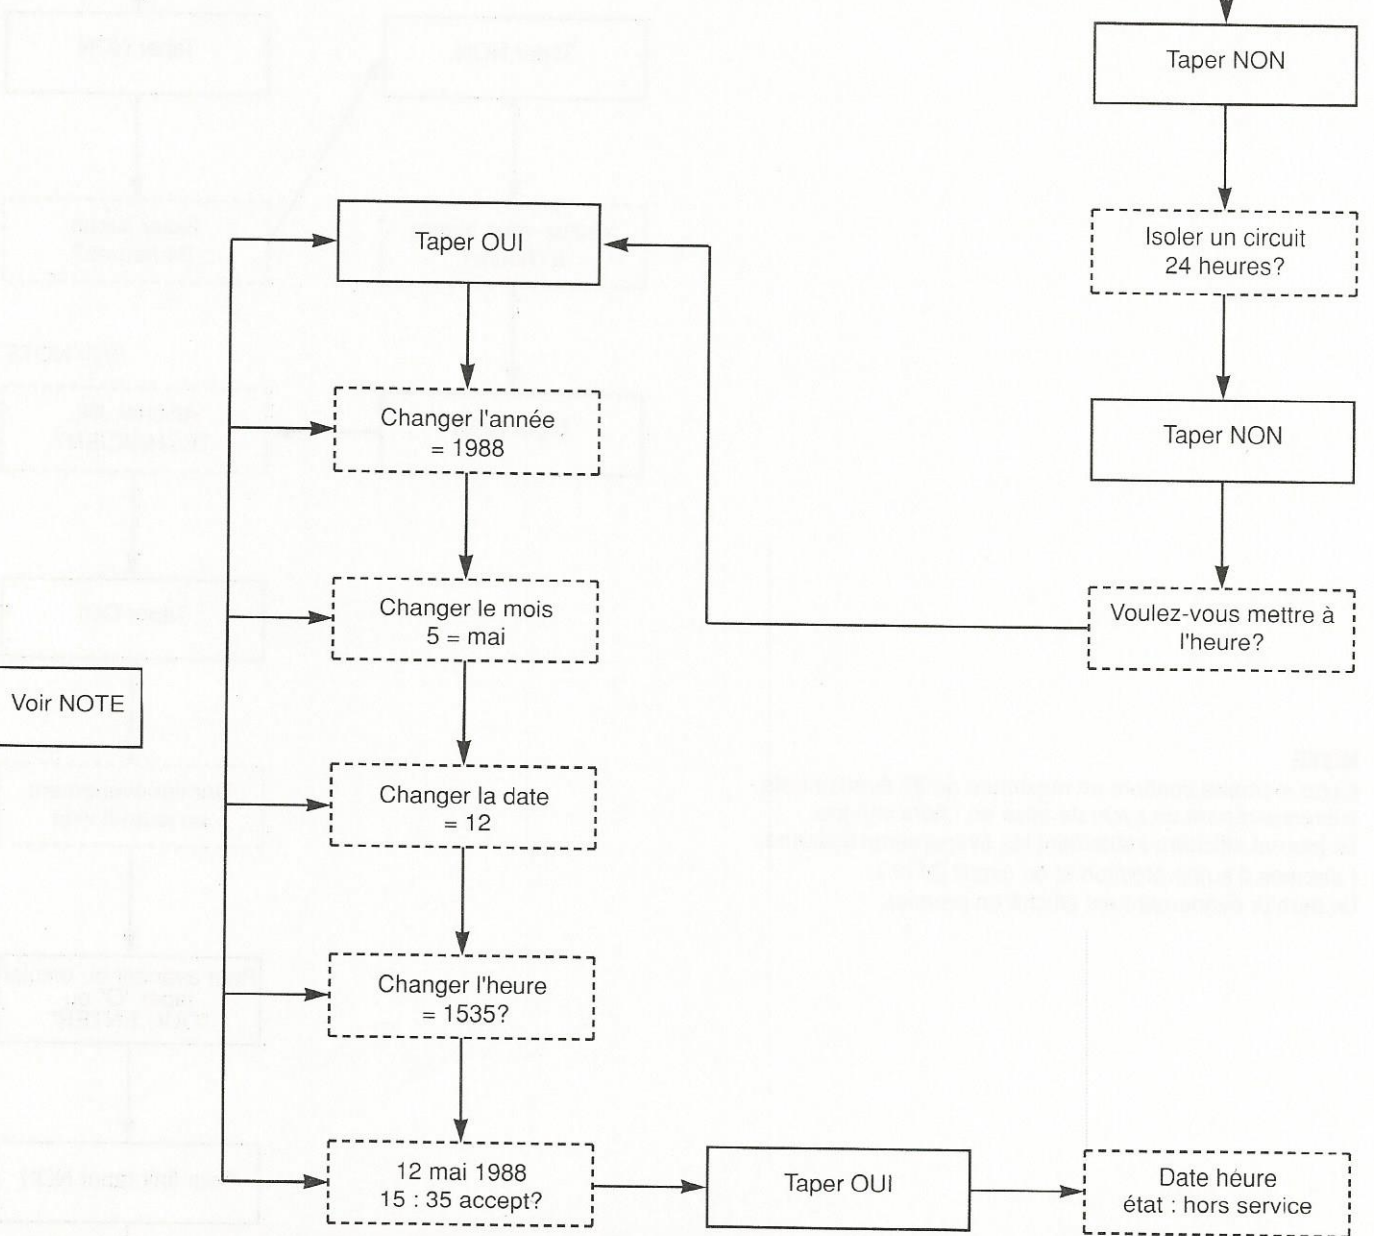 Taper NON
Isoler un circuit
24 heures?
Taper NON
Voulez-vous mettre à
l'heure?
Taper OUI
Changer l'année
= 1988
Changer le mois
5 = mai
Voir NOTE
Changer la date
= 12
Changer l'heure
= 1535?
12 mai 1988
15 : 35 accept?
Taper OUI
Date héure
état : hors service